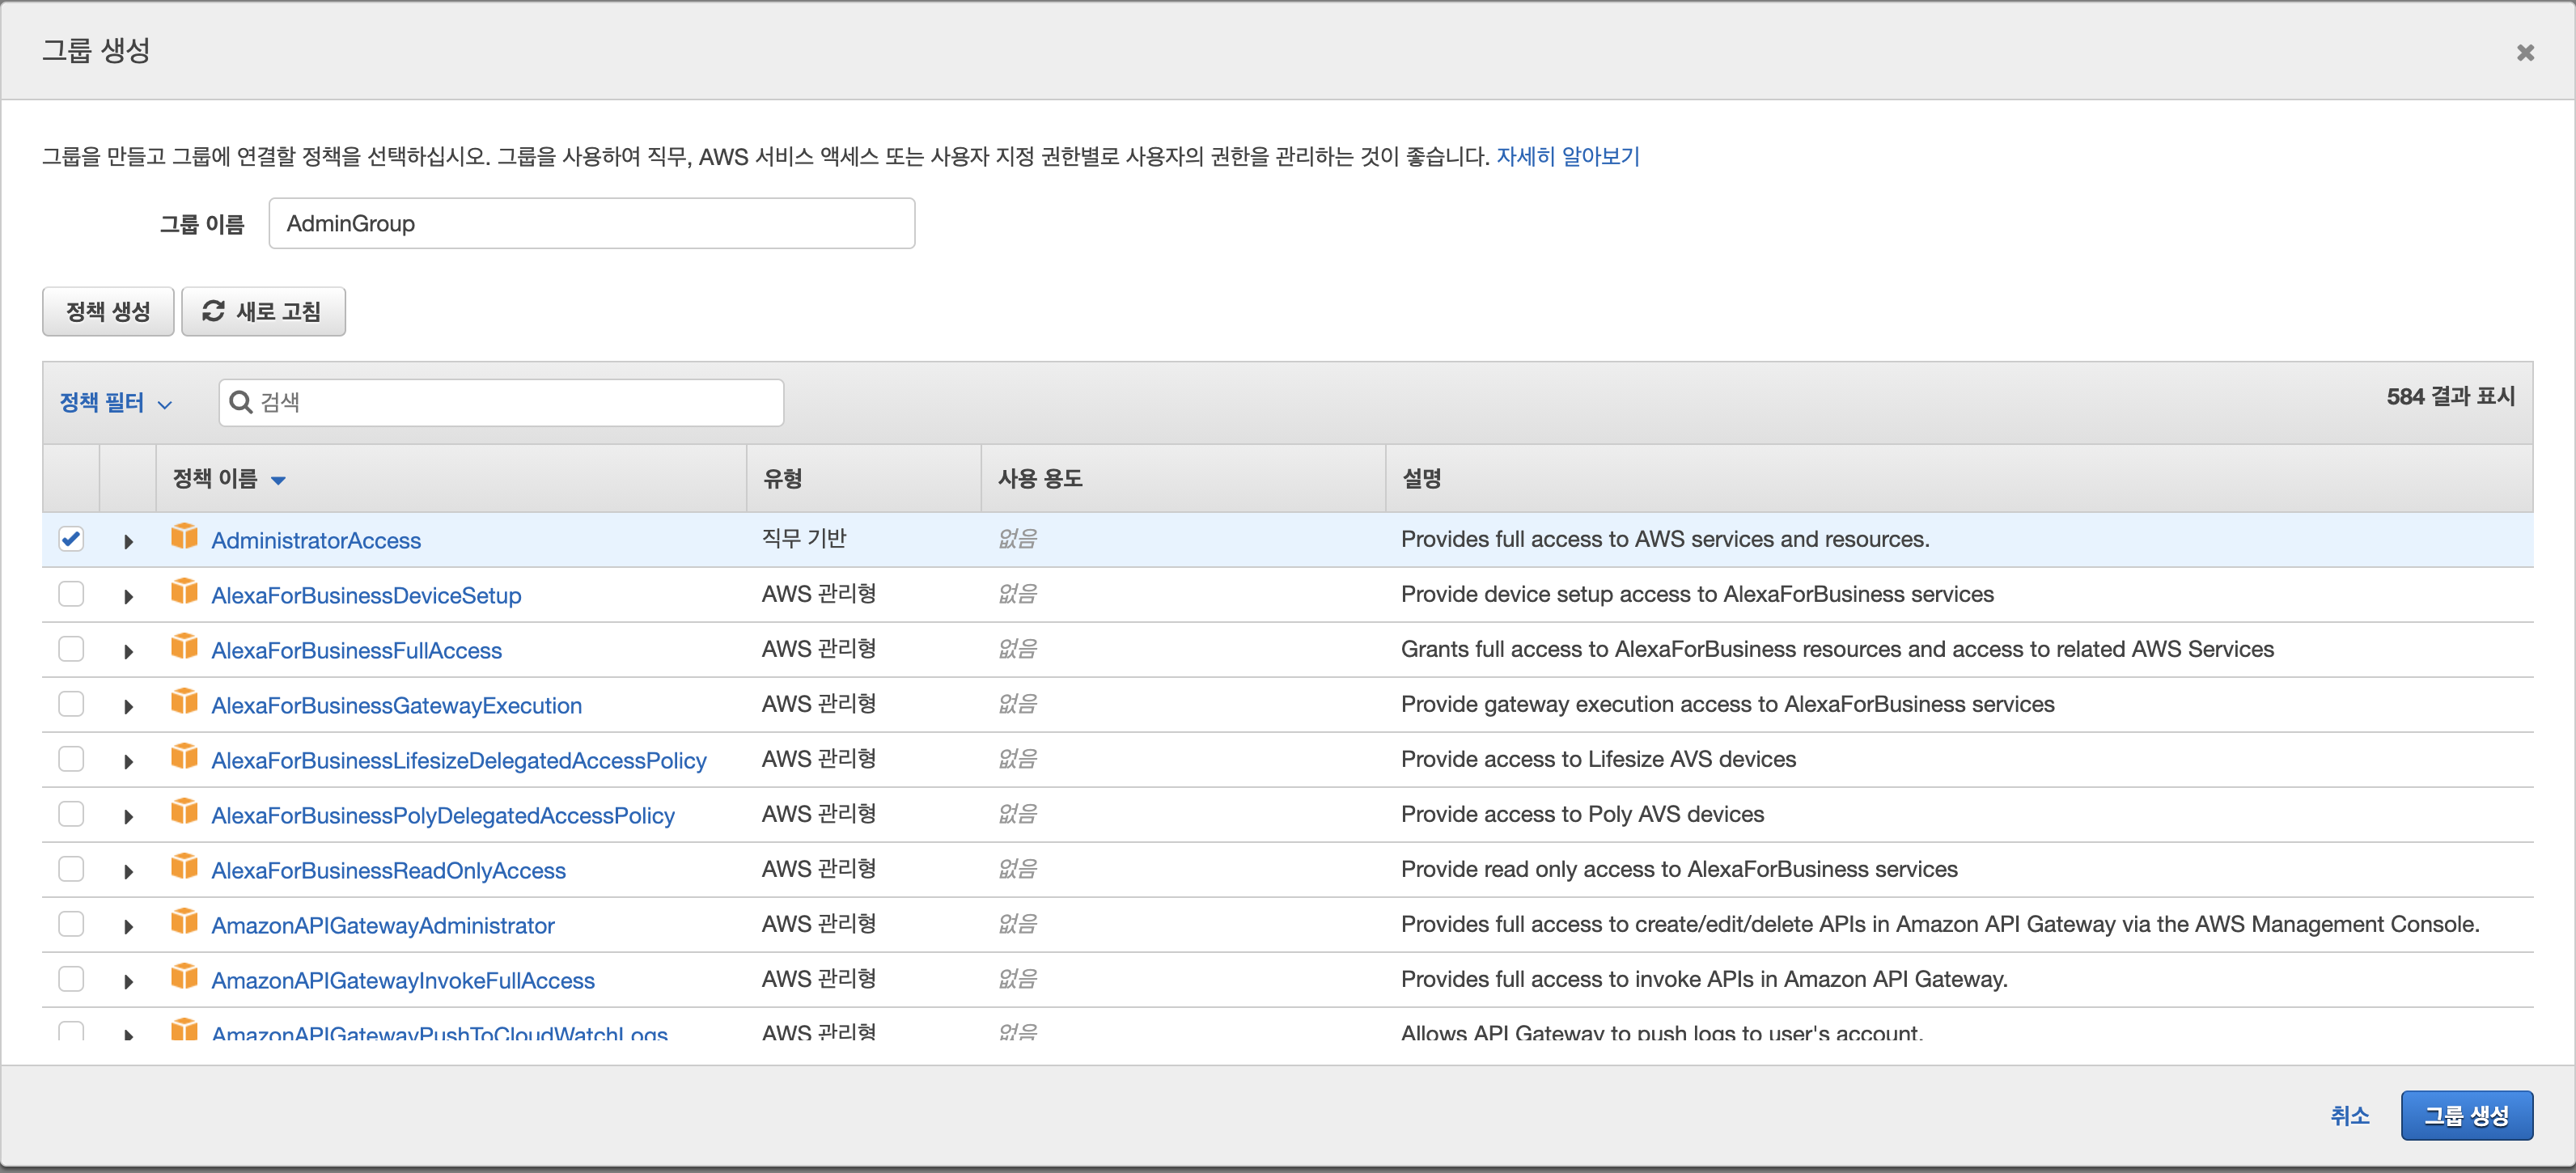 그룹 생성
그룹을 만들고 그룹에 연결할 정책을 선택하십시오. 그룹을 사용하여 직무, AWS 서비스 액세스 또는 사용자 지정 권한별로 사용자의 권한을 관리하는 것이 좋습니다. 자세히 알아보기
그룹 이름 AdminGroup
정책 생성 새로 고침
정책 필터 검색 584 결과 표시
정책 이름 유형 사용 용도 설명
AdministratorAccess 직무 기반 없음 Provides full access to AWS services and resources.
AlexaForBusinessDeviceSetup AWS 관리형 없음 Provide device setup access to AlexaForBusiness services
AlexaForBusinessFullAccess AWS 관리형 없음 Grants full access to AlexaForBusiness resources and access to related AWS Services
AlexaForBusinessGatewayExecution AWS 관리형 없음 Provide gateway execution access to AlexaForBusiness services
AlexaForBusinessLifesizeDelegatedAccessPolicy AWS 관리형 없음 Provide access to Lifesize AVS devices
AlexaForBusinessPolyDelegatedAccessPolicy AWS 관리형 없음 Provide access to Poly AVS devices
AlexaForBusinessReadOnlyAccess AWS 관리형 없음 Provide read only access to AlexaForBusiness services
AmazonAPIGatewayAdministrator AWS 관리형 없음 Provides full access to create/edit/delete APIs in Amazon API Gateway via the AWS Management Console.
AmazonAPIGatewayInvokeFullAccess AWS 관리형 없음 Provides full access to invoke APIs in Amazon API Gateway.
AmazonAPIGatewayPushToCloudWatchLogs AWS 관리형 없음 Allows API Gateway to push logs to user's account.
취소 그룹 생성